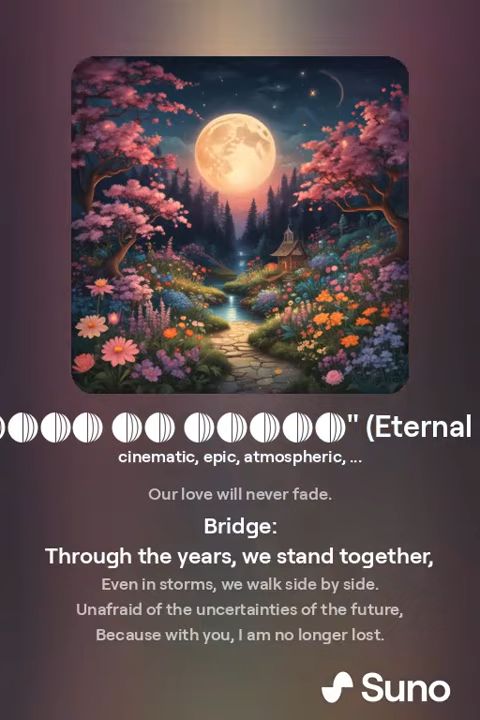 " (Eternal
cinematic, epic, atmospheric, ...
Our love will never fade.
Bridge:
Through the years, we stand together,
Even in storms, we walk side by side.
Unafraid of the uncertainties of the future,
Because with you, I am no longer lost.
Suno